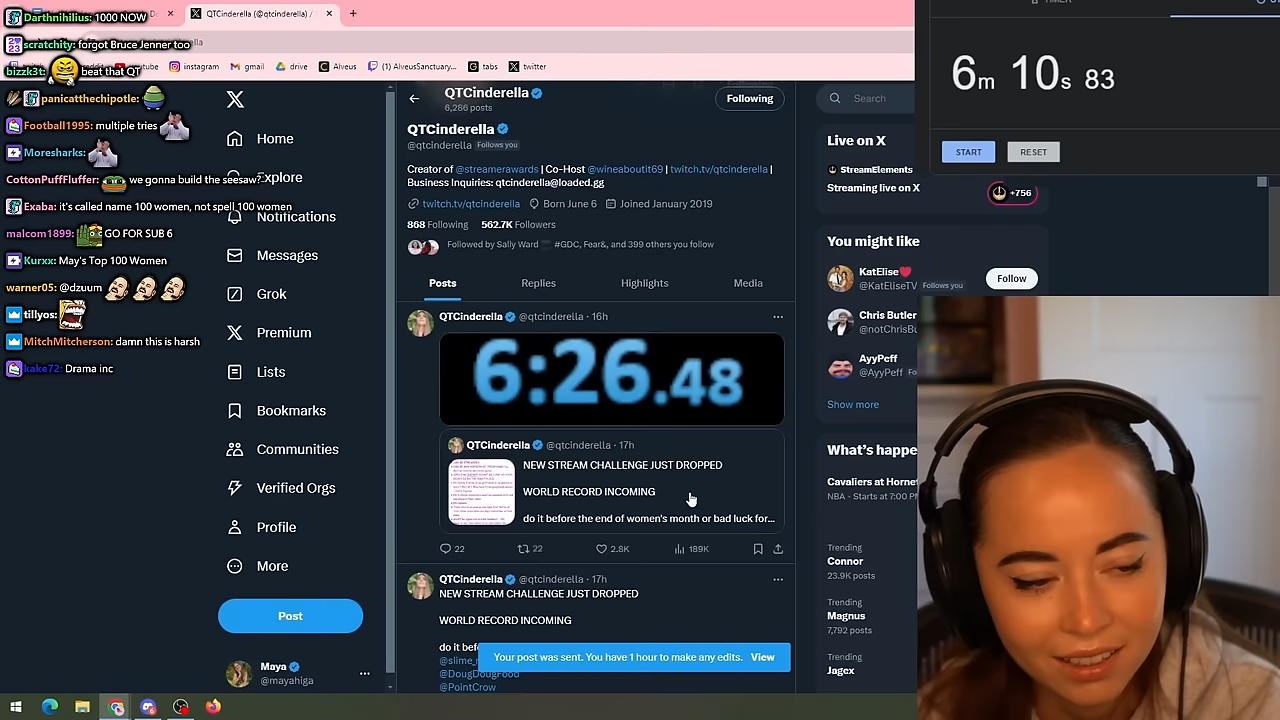 Darthnihilius: 1000 NOW
scratchity: forgot Bruce Jenner too
bizzk3t: beat that QT
panicatthechipotle:
Football1995: multiple tries
Moresharks:
CottonPuffFluffer: we gonna build the seesaw?
Exaba: it's called name 100 women, not spell 100 women
malcom1899: GO FOR SUB 6
Kurxx: May's Top 100 Women
warner05: @dzuum
tillyos:
MitchMitcherson: damn this is harsh
kake72: Drama inc
QTCinderella (@qtcinderella) /
instagram
gmail
drive
Alveus
(1) AlveusSanctuary...
tabs
twitter
Home
Explore
Notifications
Messages
Grok
Premium
Lists
Bookmarks
Communities
Verified Orgs
Profile
More
Post
Maya
@mayahiga
QTCinderella
6,286 posts
Following
QTCinderella
@qtcinderella Follows you
Creator of @streamerawards | Co-Host @wineaboutit69 | twitch.tv/qtcinderella |
Business Inquiries: qtcinderella@loaded.gg
twitch.tv/qtcinderella Born June 6 Joined January 2019
868 Following 562.7K Followers
Followed by Sally Ward #GDC, Fear&, and 399 others you follow
Posts Replies Highlights Media
QTCinderella @qtcinderella · 16h
6:26.48
QTCinderella @qtcinderella · 17h
NEW STREAM CHALLENGE JUST DROPPED
WORLD RECORD INCOMING
do it before the end of women's month or bad luck for...
22 22 2.8K 189K
QTCinderella @qtcinderella · 17h
NEW STREAM CHALLENGE JUST DROPPED
WORLD RECORD INCOMING
do it bef
@slime_
@DougDougFood
@PointCrow
Your post was sent. You have 1 hour to make any edits. View
Search
Live on X
StreamElements
Streaming live on X
+756
You might like
KatElise
@KatEliseTV Follows you
Follow
Chris Butler
@notChrisBu
AyyPeff
@AyyPeff Fo
Show more
What's happe
Cavaliers at Horne
NBA · Starts at 7:00 P
Trending
Connor
23.9K posts
Trending
Magnus
7,792 posts
Trending
Jagex
TIMER
6m 10s 83
START
RESET